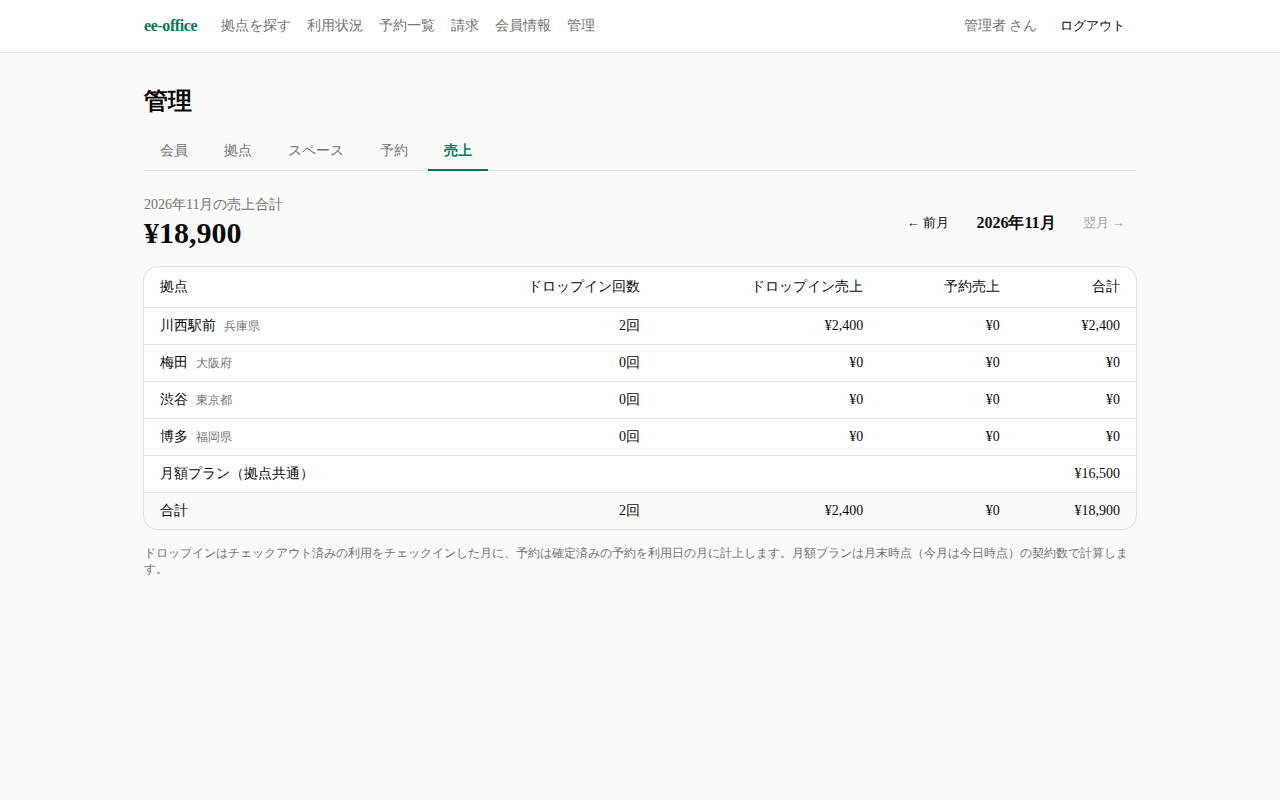 ee-office 拠点を探す 利用状況 予約一覧 請求 会員情報 管理 管理者 さん ログアウト
管理
会員 拠点 スペース 予約 売上
2026年11月の売上合計
¥18,900
← 前月 2026年11月 翌月 →
拠点 ドロップイン回数 ドロップイン売上 予約売上 合計
川西駅前 兵庫県 2回 ¥2,400 ¥0 ¥2,400
梅田 大阪府 0回 ¥0 ¥0 ¥0
渋谷 東京都 0回 ¥0 ¥0 ¥0
博多 福岡県 0回 ¥0 ¥0 ¥0
月額プラン（拠点共通） ¥16,500
合計 2回 ¥2,400 ¥0 ¥18,900
ドロップインはチェックアウト済みの利用をチェックインした月に、予約は確定済みの予約を利用日の月に計上します。月額プランは月末時点（今月は今日時点）の契約数で計算しま
す。